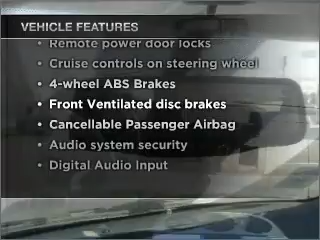 VEHICLE FEATURES
• Remote power door locks
• Cruise controls on steering wheel
• 4-wheel ABS Brakes
• Front Ventilated disc brakes
• Cancellable Passenger Airbag
• Audio system security
• Digital Audio Input